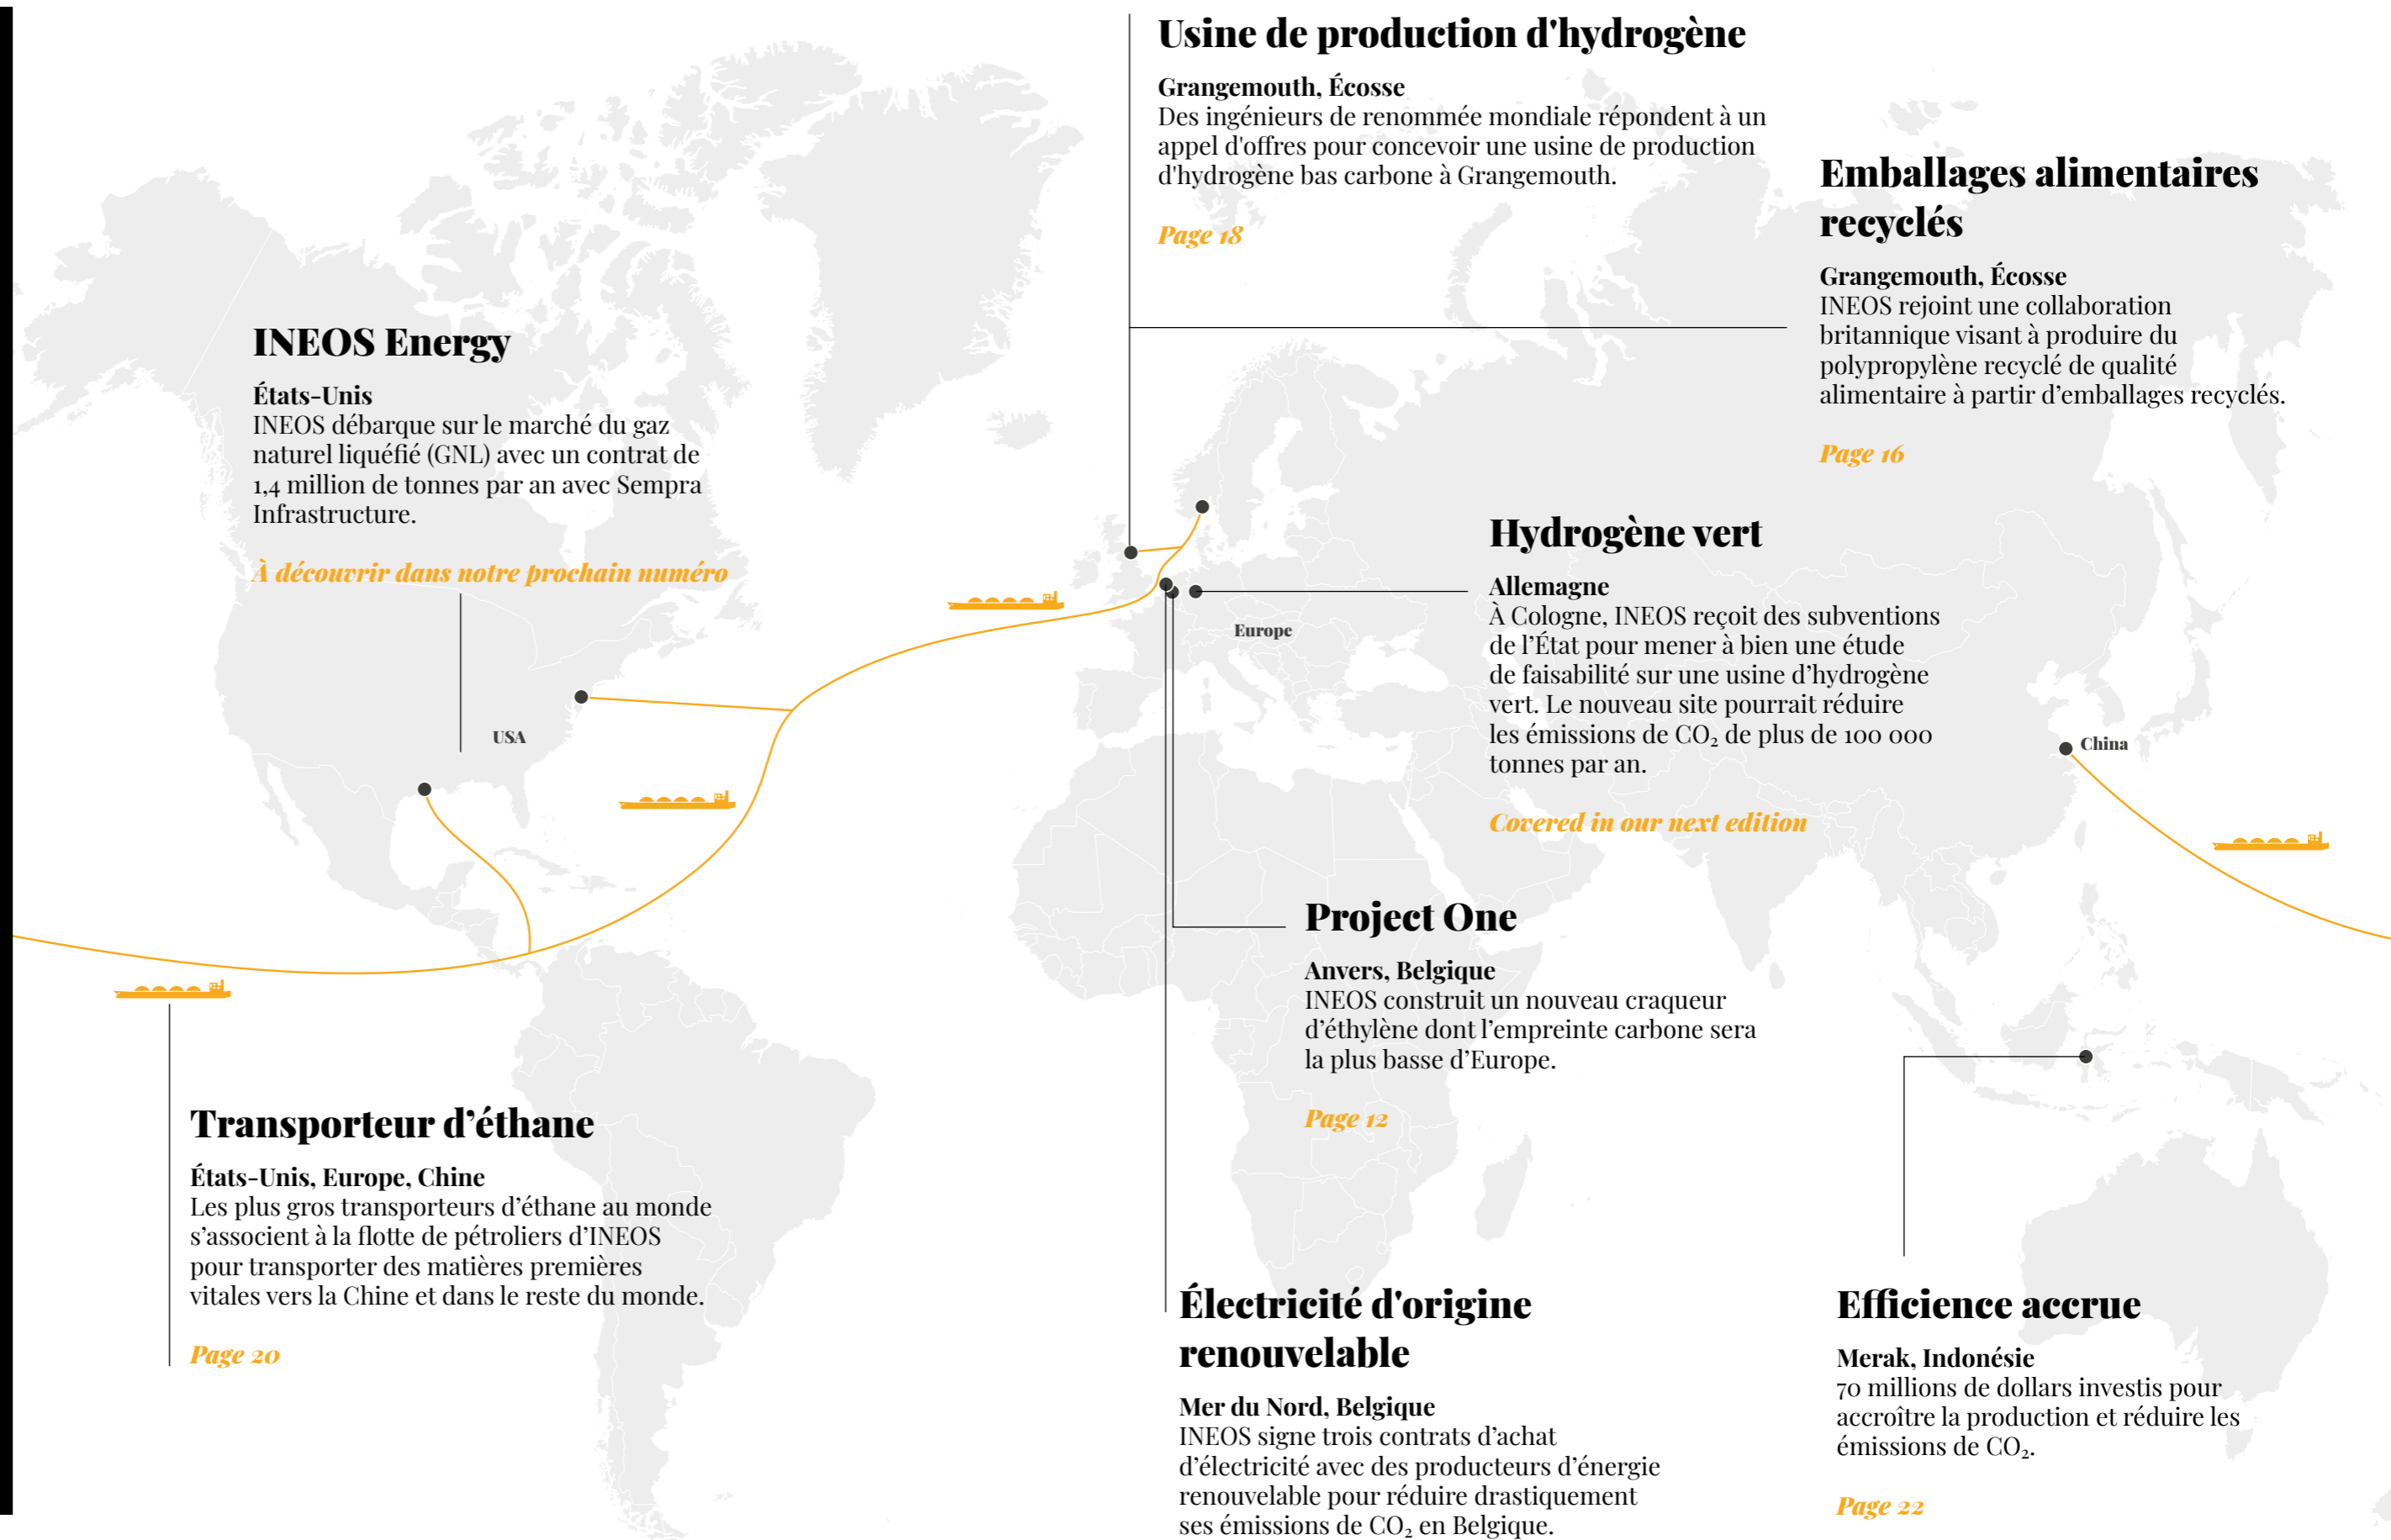 Usine de production d'hydrogène
Grangemouth, Écosse
Des ingénieurs de renommée mondiale répondent à un
appel d'offres pour concevoir une usine de production
d'hydrogène bas carbone à Grangemouth.
Page 18
Emballages alimentaires
recyclés
Grangemouth, Écosse
INEOS rejoint une collaboration
britannique visant à produire du
polypropylène recyclé de qualité
alimentaire à partir d’emballages recyclés.
Page 16
INEOS Energy
États-Unis
INEOS débarque sur le marché du gaz
naturel liquéfié (GNL) avec un contrat de
1,4 million de tonnes par an avec Sempra
Infrastructure.
À découvrir dans notre prochain numéro
USA
Europe
Hydrogène vert
Allemagne
À Cologne, INEOS reçoit des subventions
de l’État pour mener à bien une étude
de faisabilité sur une usine d’hydrogène
vert. Le nouveau site pourrait réduire
les émissions de CO₂ de plus de 100 000
tonnes par an.
Covered in our next edition
China
Project One
Anvers, Belgique
INEOS construit un nouveau craqueur
d’éthylène dont l’empreinte carbone sera
la plus basse d’Europe.
Page 12
Transporteur d’éthane
États-Unis, Europe, Chine
Les plus gros transporteurs d’éthane au monde
s’associent à la flotte de pétroliers d’INEOS
pour transporter des matières premières
vitales vers la Chine et dans le reste du monde.
Page 20
Électricité d'origine
renouvelable
Mer du Nord, Belgique
INEOS signe trois contrats d’achat
d’électricité avec des producteurs d’énergie
renouvelable pour réduire drastiquement
ses émissions de CO₂ en Belgique.
Efficience accrue
Merak, Indonésie
70 millions de dollars investis pour
accroître la production et réduire les
émissions de CO₂.
Page 22